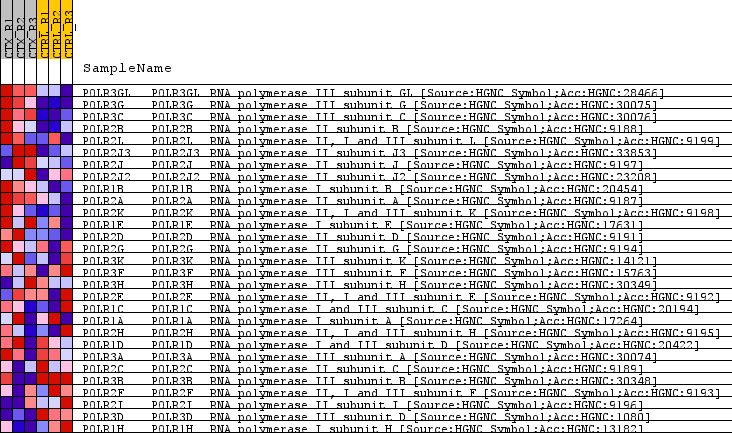 CTX_R1 CTX_R2 CTX_R3 CTRL_R1 CTRL_R2 CTRL_R3
SampleName
POLR3GL POLR3GL RNA polymerase III subunit GL [Source:HGNC Symbol;Acc:HGNC:28466]
POLR3G POLR3G RNA polymerase III subunit G [Source:HGNC Symbol;Acc:HGNC:30075]
POLR3C POLR3C RNA polymerase III subunit C [Source:HGNC Symbol;Acc:HGNC:30076]
POLR2B POLR2B RNA polymerase II subunit B [Source:HGNC Symbol;Acc:HGNC:9188]
POLR2L POLR2L RNA polymerase II, I and III subunit L [Source:HGNC Symbol;Acc:HGNC:9199]
POLR2J3 POLR2J3 RNA polymerase II subunit J3 [Source:HGNC Symbol;Acc:HGNC:33853]
POLR2J POLR2J RNA polymerase II subunit J [Source:HGNC Symbol;Acc:HGNC:9197]
POLR2J2 POLR2J2 RNA polymerase II subunit J2 [Source:HGNC Symbol;Acc:HGNC:23208]
POLR1B POLR1B RNA polymerase I subunit B [Source:HGNC Symbol;Acc:HGNC:20454]
POLR2A POLR2A RNA polymerase II subunit A [Source:HGNC Symbol;Acc:HGNC:9187]
POLR2K POLR2K RNA polymerase II, I and III subunit K [Source:HGNC Symbol;Acc:HGNC:9198]
POLR1E POLR1E RNA polymerase I subunit E [Source:HGNC Symbol;Acc:HGNC:17631]
POLR2D POLR2D RNA polymerase II subunit D [Source:HGNC Symbol;Acc:HGNC:9191]
POLR2G POLR2G RNA polymerase II subunit G [Source:HGNC Symbol;Acc:HGNC:9194]
POLR3K POLR3K RNA polymerase III subunit K [Source:HGNC Symbol;Acc:HGNC:14121]
POLR3F POLR3F RNA polymerase III subunit F [Source:HGNC Symbol;Acc:HGNC:15763]
POLR3H POLR3H RNA polymerase III subunit H [Source:HGNC Symbol;Acc:HGNC:30349]
POLR2E POLR2E RNA polymerase II, I and III subunit E [Source:HGNC Symbol;Acc:HGNC:9192]
POLR1C POLR1C RNA polymerase I and III subunit C [Source:HGNC Symbol;Acc:HGNC:20194]
POLR1A POLR1A RNA polymerase I subunit A [Source:HGNC Symbol;Acc:HGNC:17264]
POLR2H POLR2H RNA polymerase II, I and III subunit H [Source:HGNC Symbol;Acc:HGNC:9195]
POLR1D POLR1D RNA polymerase I and III subunit D [Source:HGNC Symbol;Acc:HGNC:20422]
POLR3A POLR3A RNA polymerase III subunit A [Source:HGNC Symbol;Acc:HGNC:30074]
POLR2C POLR2C RNA polymerase II subunit C [Source:HGNC Symbol;Acc:HGNC:9189]
POLR3B POLR3B RNA polymerase III subunit B [Source:HGNC Symbol;Acc:HGNC:30348]
POLR2F POLR2F RNA polymerase II, I and III subunit F [Source:HGNC Symbol;Acc:HGNC:9193]
POLR2I POLR2I RNA polymerase II subunit I [Source:HGNC Symbol;Acc:HGNC:9196]
POLR3D POLR3D RNA polymerase III subunit D [Source:HGNC Symbol;Acc:HGNC:1080]
POLR1H POLR1H RNA polymerase I subunit H [Source:HGNC Symbol;Acc:HGNC:13182]